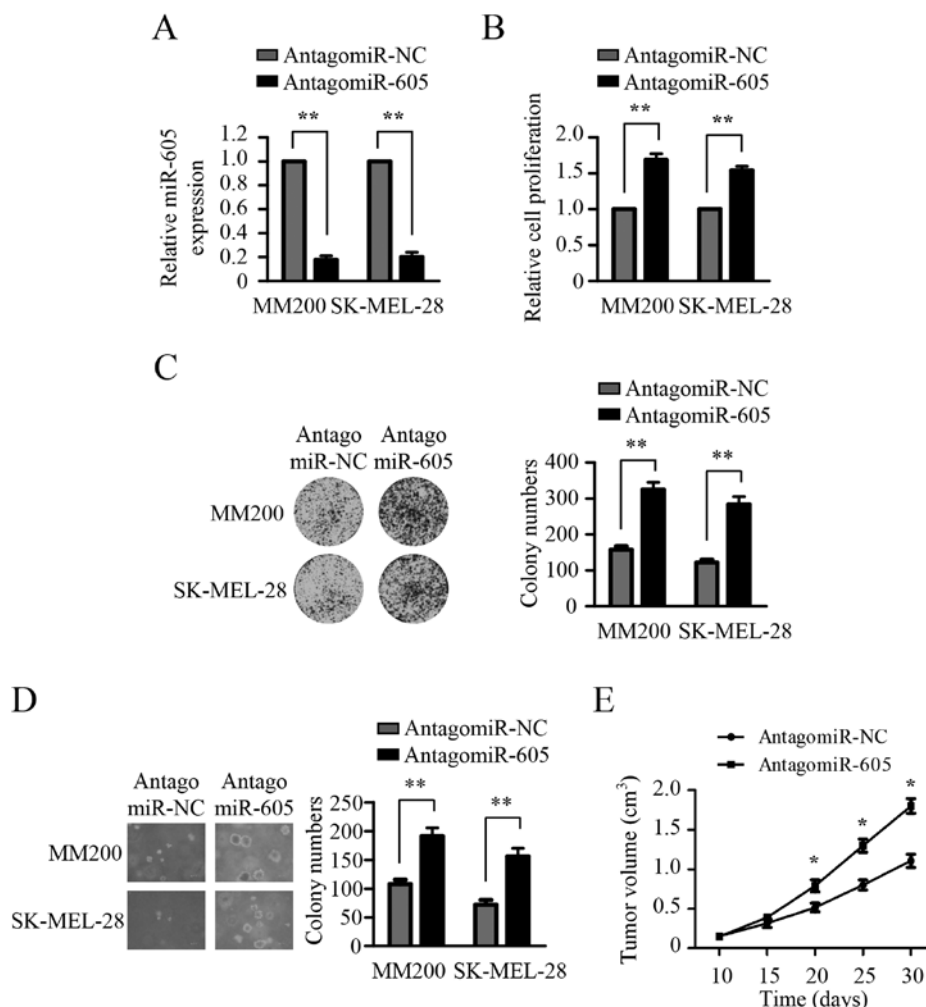 A
AntagomiR-NC
AntagomiR-605
Relative miR-605
expression
1.2
1.0
0.8
0.6
0.4
0.2
0
**
**
MM200 SK-MEL-28
B
AntagomiR-NC
AntagomiR-605
Relative cell proliferation
2.0
1.5
1.0
0.5
0
**
**
MM200 SK-MEL-28
C
Antago
miR-NC
Antago
miR-605
MM200
SK-MEL-28
AntagomiR-NC
AntagomiR-605
Colony numbers
400
300
200
100
0
**
**
MM200 SK-MEL-28
D
Antago
miR-NC
Antago
miR-605
MM200
SK-MEL-28
AntagomiR-NC
AntagomiR-605
Colony numbers
250
200
150
100
50
0
**
**
MM200 SK-MEL-28
E
AntagomiR-NC
AntagomiR-605
Tumor volume (cm³)
2.0
1.5
1.0
0.5
0
*
*
*
10 15 20 25 30
Time (days)